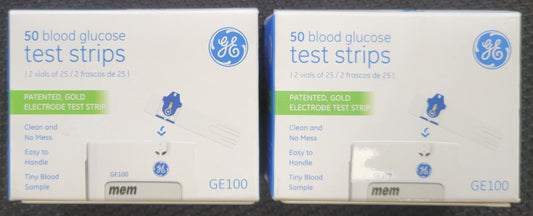 50 blood glucose
test strips
( 2 vials of 25 / 2 frascos de 25 )
GE
PATENTED, GOLD
ELECTRODE TEST STRIP
Clean and
No Mess
Easy to
Handle
Tiny Blood
Sample
GE100
GE
mem
GE100
50 blood glucose
test strips
( 2 vials of 25 / 2 frascos de 25 )
GE
PATENTED, GOLD
ELECTRODE TEST STRIP
Clean and
No Mess
Easy to
Handle
Tiny Blood
Sample
GE100
GE
mem
GE100